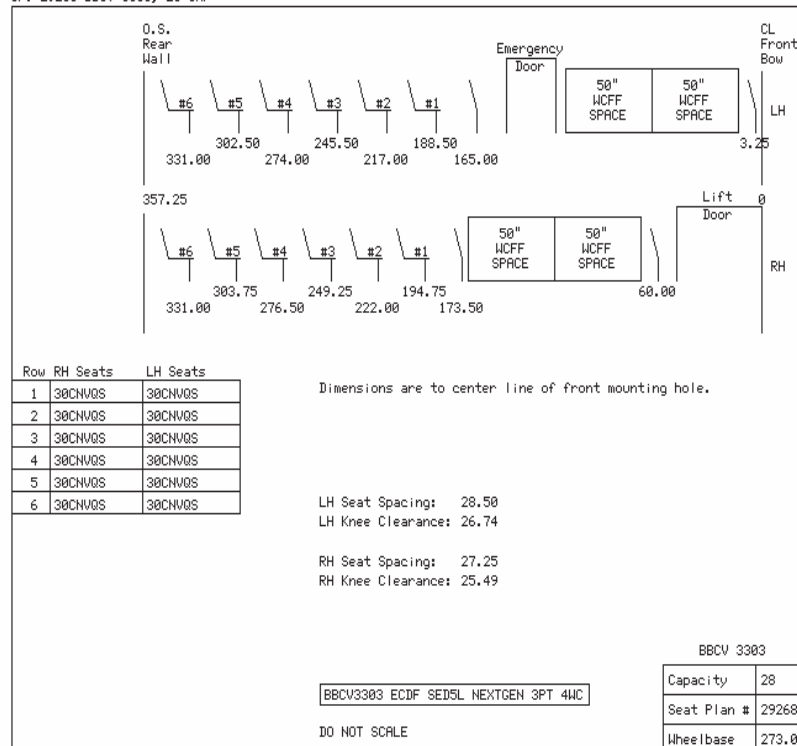 O.S.
Rear
Wall
Emergency
Door
CL
Front
Bow
#6 #5 #4 #3 #2 #1
50"
WCFF
SPACE
50"
WCFF
SPACE
LH
302.50 245.50 188.50 3.25
331.00 274.00 217.00 165.00
357.25
Lift 0
Door
#6 #5 #4 #3 #2 #1
50"
WCFF
SPACE
50"
WCFF
SPACE
RH
303.75 249.25 194.75 60.00
331.00 276.50 222.00 173.50
Row RH Seats LH Seats
1 30CNVQS 30CNVQS
2 30CNVQS 30CNVQS
3 30CNVQS 30CNVQS
4 30CNVQS 30CNVQS
5 30CNVQS 30CNVQS
6 30CNVQS 30CNVQS
Dimensions are to center line of front mounting hole.
LH Seat Spacing: 28.50
LH Knee Clearance: 26.74
RH Seat Spacing: 27.25
RH Knee Clearance: 25.49
BBCV 3303
Capacity 28
Seat Plan # 29268
Wheelbase 273.0
BBCV3303 ECDF SED5L NEXTGEN 3PT 4WC
DO NOT SCALE